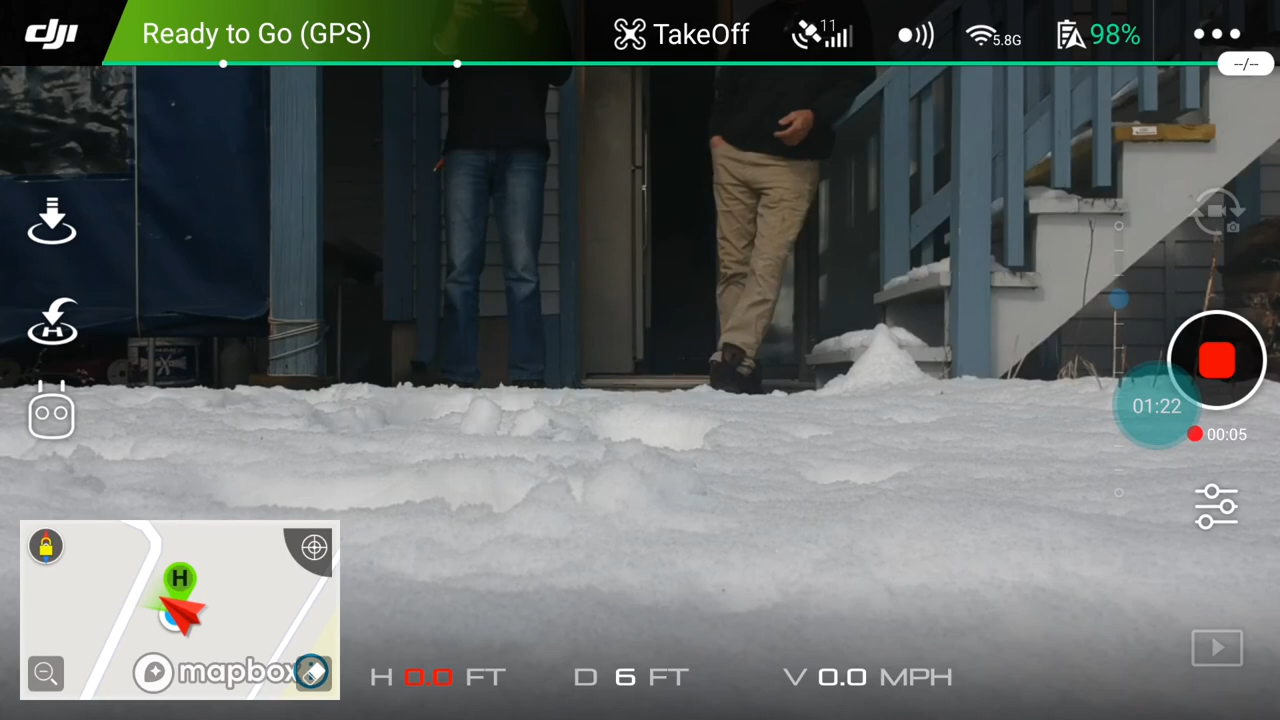 dji
Ready to Go (GPS)
TakeOff
11
5.8G
98%
--/--
01:22
00:05
H
mapbox
H 0.0 FT
D 6 FT
V 0.0 MPH